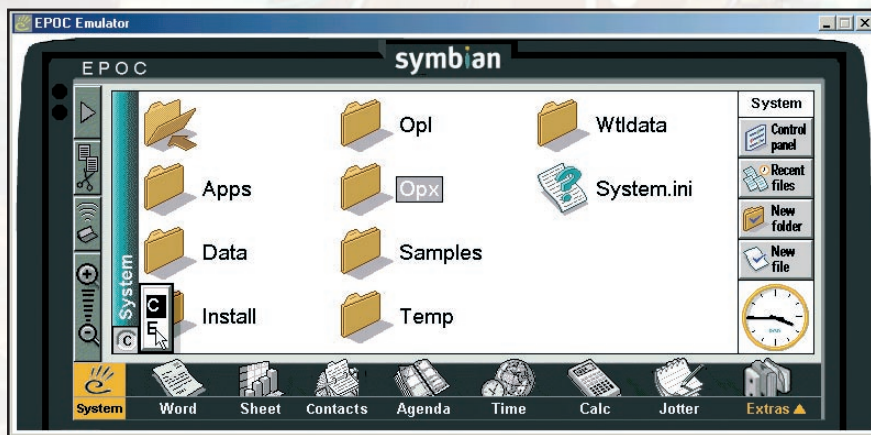 EPOC Emulator
symbian
EPOC
System
C
C
E
Apps
Data
Install
Opl
Opx
Samples
Temp
Wtldata
System.ini
System
Control
panel
Recent
files
New
folder
New
file
System
Word
Sheet
Contacts
Agenda
Time
Calc
Jotter
Extras ▲